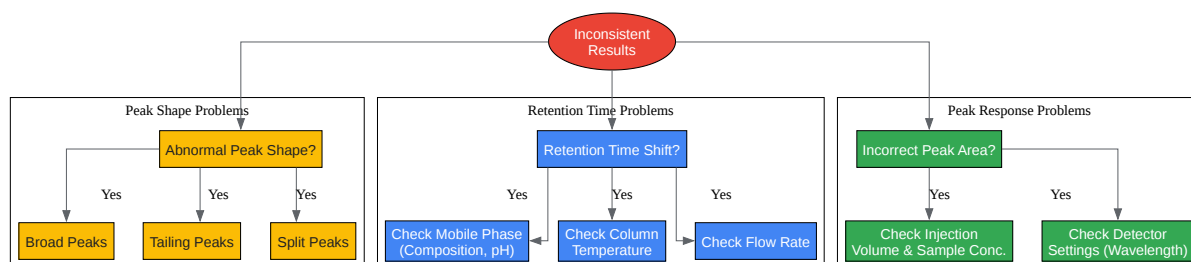 Inconsistent
Results
Peak Shape Problems
Abnormal Peak Shape?
Yes
Yes
Yes
Broad Peaks
Tailing Peaks
Split Peaks
Retention Time Problems
Retention Time Shift?
Yes
Yes
Yes
Check Mobile Phase
(Composition, pH)
Check Column
Temperature
Check Flow Rate
Peak Response Problems
Incorrect Peak Area?
Yes
Yes
Check Injection
Volume & Sample Conc.
Check Detector
Settings (Wavelength)